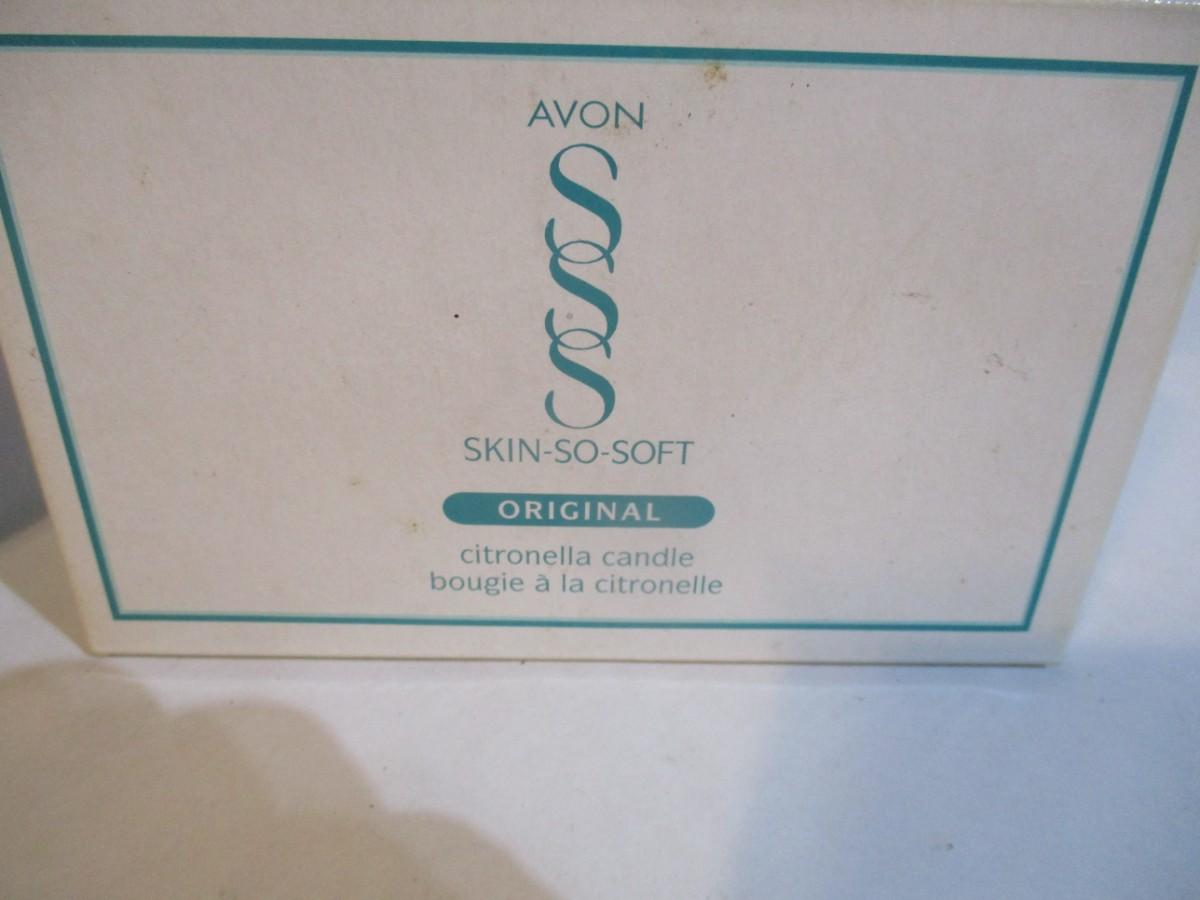 AVON
SSS
SKIN-SO-SOFT
ORIGINAL
citronella candle
bougie à la citronelle